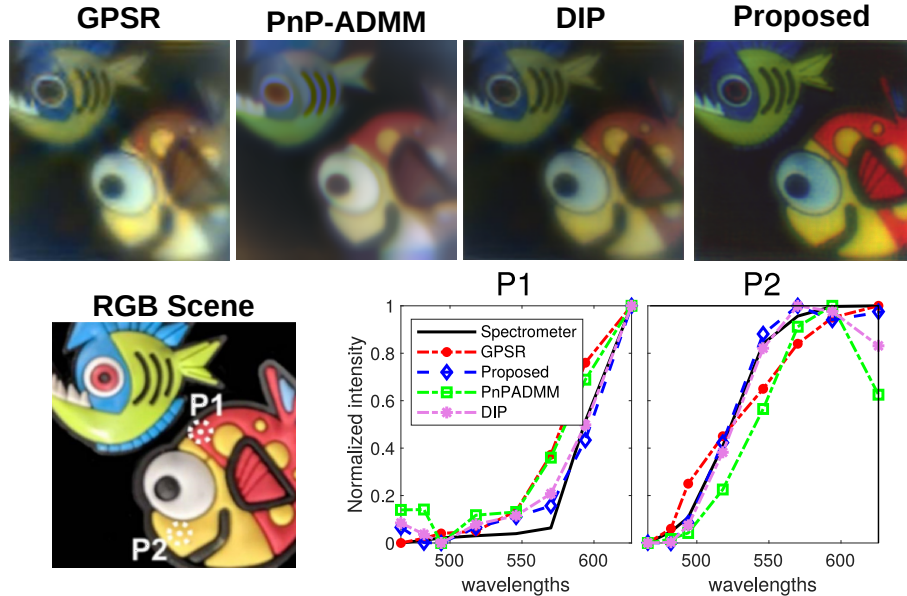 GPSR
PnP-ADMM
DIP
Proposed
RGB Scene
P1
P2
P1
P2
Normalized intensity
1
0.8
0.6
0.4
0.2
0
Spectrometer
GPSR
Proposed
PnPADMM
DIP
500 550 600
wavelengths
500 550 600
wavelengths